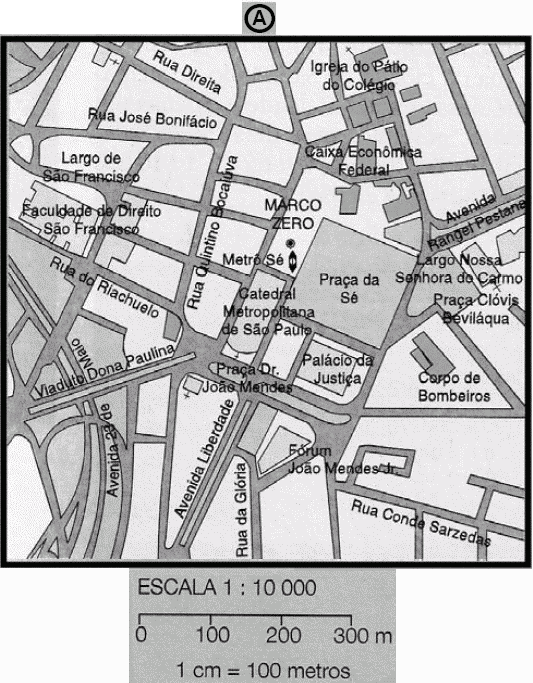 A
Rua Direita
Igreja do Pátio
do Colégio
Rua José Bonifácio
Caixa Econômica
Federal
Largo de
São Francisco
Rua Quintino Bocaiúva
MARCO
ZERO
Avenida
Rangel Pestana
Faculdade de Direito
São Francisco
Metrô Sé
Largo Nossa
Senhora do Carmo
Rua do Riachuelo
Praça da
Sé
Catedral
Metropolitana
de São Paulo
Praça Clóvis
Beviláqua
Viaduto Dona Paulina
Praça Dr.
João Mendes
Palácio da
Justiça
Corpo de
Bombeiros
Avenida 23 de
Maio
Avenida Liberdade
Rua da Glória
Fórum
João Mendes Jr.
Rua Conde Sarzedas
ESCALA 1 : 10 000
0 100 200 300 m
1 cm = 100 metros